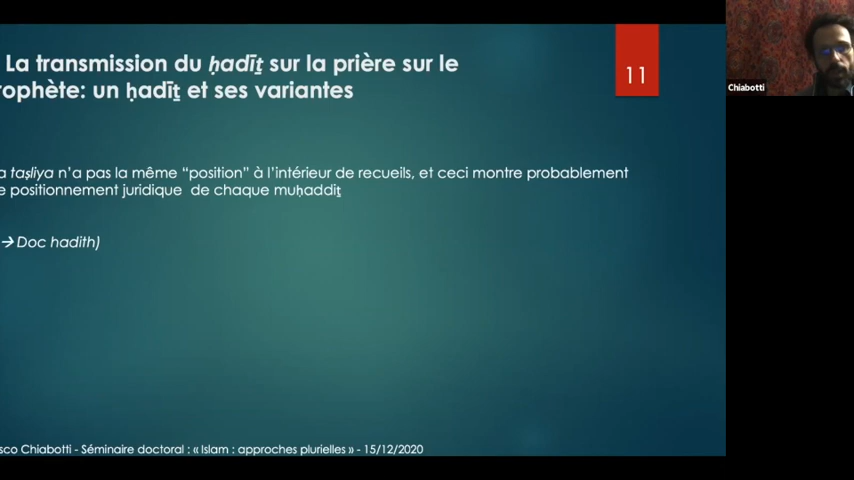 La transmission du ḥadīṯ sur la prière sur le
rophète: un ḥadīṯ et ses variantes
11
Chiabotti
a taṣliya n’a pas la même “position” à l’intérieur de recueils, et ceci montre probablement
e positionnement juridique de chaque muḥaddiṯ
→ Doc hadith)
sco Chiabotti - Séminaire doctoral : « Islam : approches plurielles » - 15/12/2020